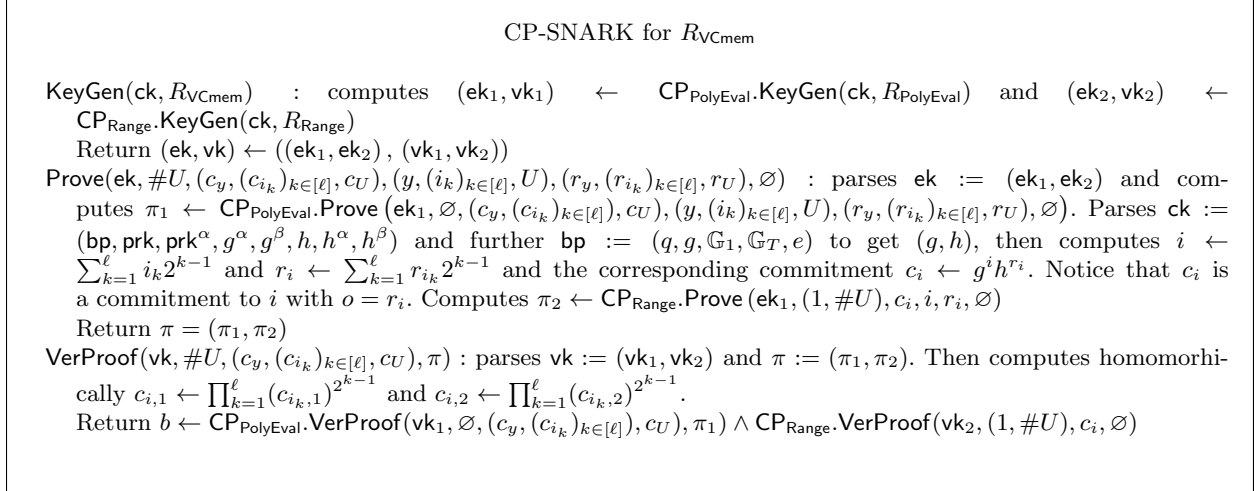 CP-SNARK for R_VCmem
KeyGen(ck, R_VCmem) : computes (ek_1, vk_1) ← CP_PolyEval.KeyGen(ck, R_PolyEval) and (ek_2, vk_2) ←
CP_Range.KeyGen(ck, R_Range)
Return (ek, vk) ← ((ek_1, ek_2) , (vk_1, vk_2))
Prove(ek, #U, (c_y, (c_{i_k})_{k∈[ℓ]}, c_U), (y, (i_k)_{k∈[ℓ]}, U), (r_y, (r_{i_k})_{k∈[ℓ]}, r_U), ∅) : parses ek := (ek_1, ek_2) and com-
putes π_1 ← CP_PolyEval.Prove (ek_1, ∅, (c_y, (c_{i_k})_{k∈[ℓ]}), c_U), (y, (i_k)_{k∈[ℓ]}, U), (r_y, (r_{i_k})_{k∈[ℓ]}, r_U), ∅). Parses ck :=
(bp, prk, prk^α, g^α, g^β, h, h^α, h^β) and further bp := (q, g, 𝔾_1, 𝔾_T, e) to get (g, h), then computes i ←
∑_{k=1}^{ℓ} i_k 2^{k−1} and r_i ← ∑_{k=1}^{ℓ} r_{i_k} 2^{k−1} and the corresponding commitment c_i ← g^i h^{r_i}. Notice that c_i is
a commitment to i with o = r_i. Computes π_2 ← CP_Range.Prove (ek_1, (1, #U), c_i, i, r_i, ∅)
Return π = (π_1, π_2)
VerProof(vk, #U, (c_y, (c_{i_k})_{k∈[ℓ]}, c_U), π) : parses vk := (vk_1, vk_2) and π := (π_1, π_2). Then computes homomorhi-
cally c_{i,1} ← ∏_{k=1}^{ℓ} (c_{i_k,1})^{2^{k−1}} and c_{i,2} ← ∏_{k=1}^{ℓ} (c_{i_k,2})^{2^{k−1}}.
Return b ← CP_PolyEval.VerProof(vk_1, ∅, (c_y, (c_{i_k})_{k∈[ℓ]}), c_U), π_1) ∧ CP_Range.VerProof(vk_2, (1, #U), c_i, ∅)